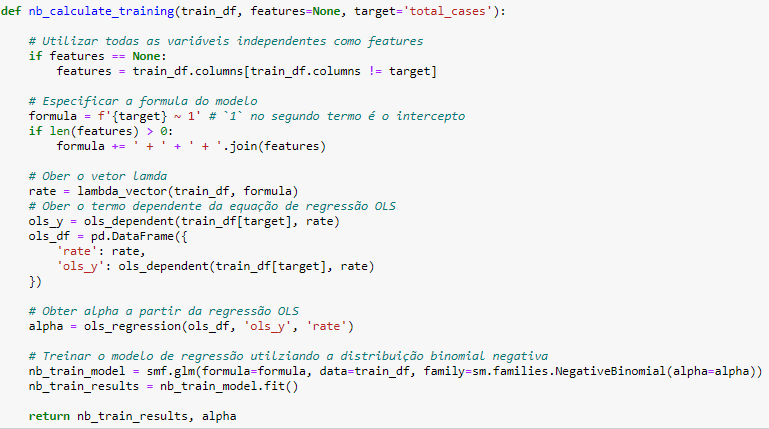 def nb_calculate_training(train_df, features=None, target='total_cases'):
# Utilizar todas as variáveis independentes como features
if features == None:
features = train_df.columns[train_df.columns != target]
# Especificar a formula do modelo
formula = f'{target} ~ 1' # `1` no segundo termo é o intercepto
if len(features) > 0:
formula += ' + ' + ' + '.join(features)
# Ober o vetor lamda
rate = lambda_vector(train_df, formula)
# Ober o termo dependente da equação de regressão OLS
ols_y = ols_dependent(train_df[target], rate)
ols_df = pd.DataFrame({
'rate': rate,
'ols_y': ols_dependent(train_df[target], rate)
})
# Obter alpha a partir da regressão OLS
alpha = ols_regression(ols_df, 'ols_y', 'rate')
# Treinar o modelo de regressão utilziando a distribuição binomial negativa
nb_train_model = smf.glm(formula=formula, data=train_df, family=sm.families.NegativeBinomial(alpha=alpha))
nb_train_results = nb_train_model.fit()
return nb_train_results, alpha